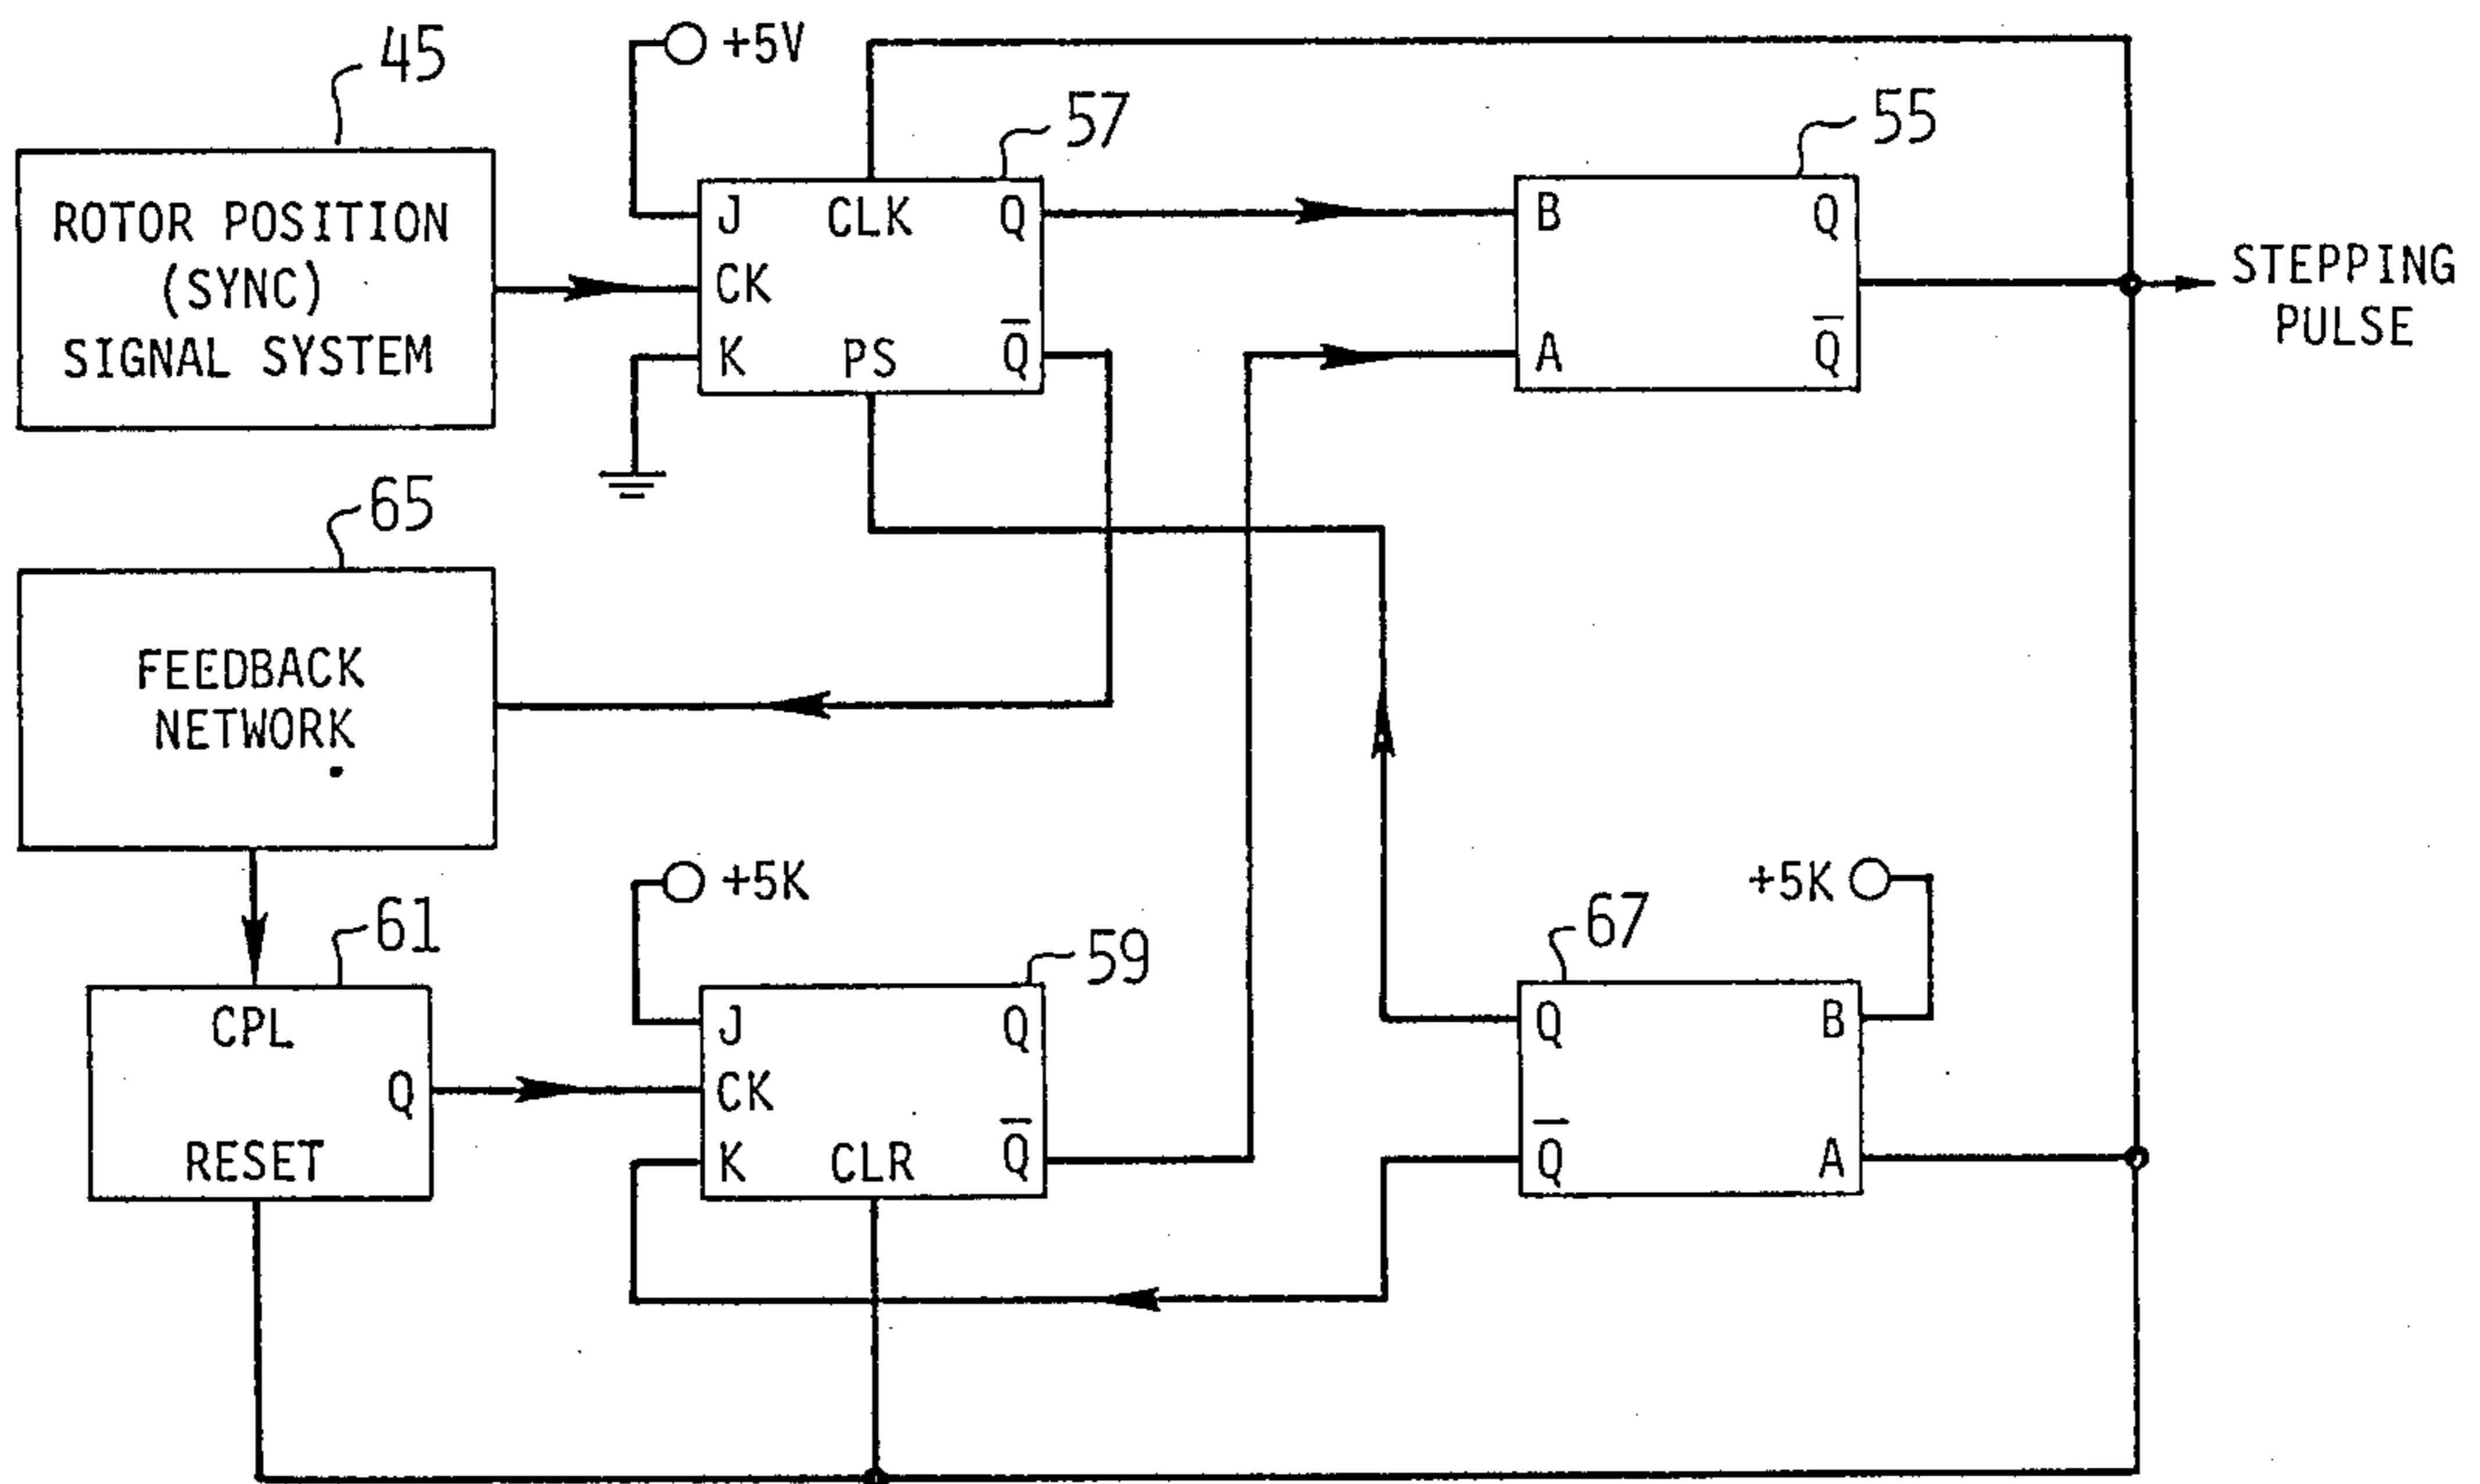 45
+5V
57
55
ROTOR POSITION
(SYNC)
SIGNAL SYSTEM
J CLK Q
CK
K PS Q̅
B Q
A Q̅
STEPPING
PULSE
65
FEEDBACK
NETWORK
61
+5K
59
67
+5K
CPL
Q
RESET
J Q
CK
K CLR Q̅
Q B
Q̅ A